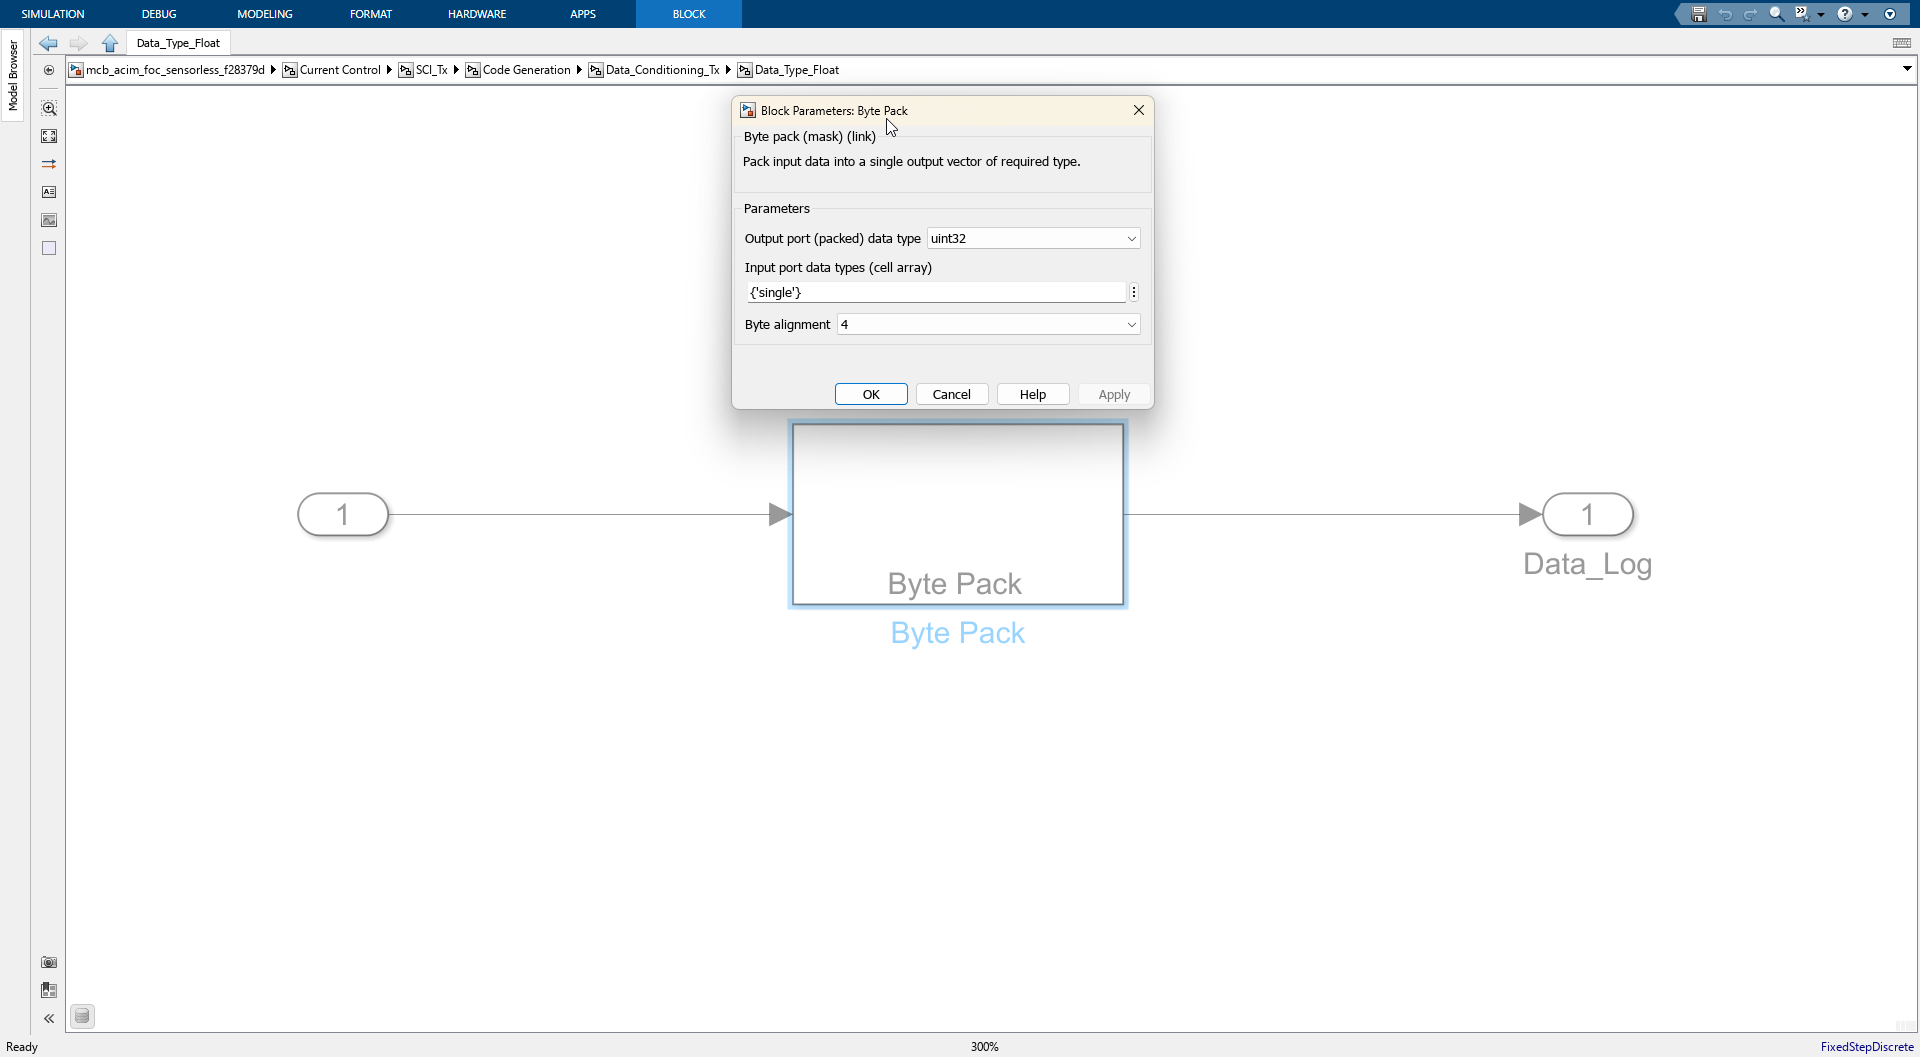 SIMULATION DEBUG MODELING FORMAT HARDWARE APPS BLOCK
Model Browser
Data_Type_Float
mcb_acim_foc_sensorless_f28379d Current Control SCI_Tx Code Generation Data_Conditioning_Tx Data_Type_Float
Block Parameters: Byte Pack
Byte pack (mask) (link)
Pack input data into a single output vector of required type.
Parameters
Output port (packed) data type uint32
Input port data types (cell array)
{'single'}
Byte alignment 4
OK Cancel Help Apply
1 1
Data_Log
Byte Pack
Byte Pack
Ready 300% FixedStepDiscrete